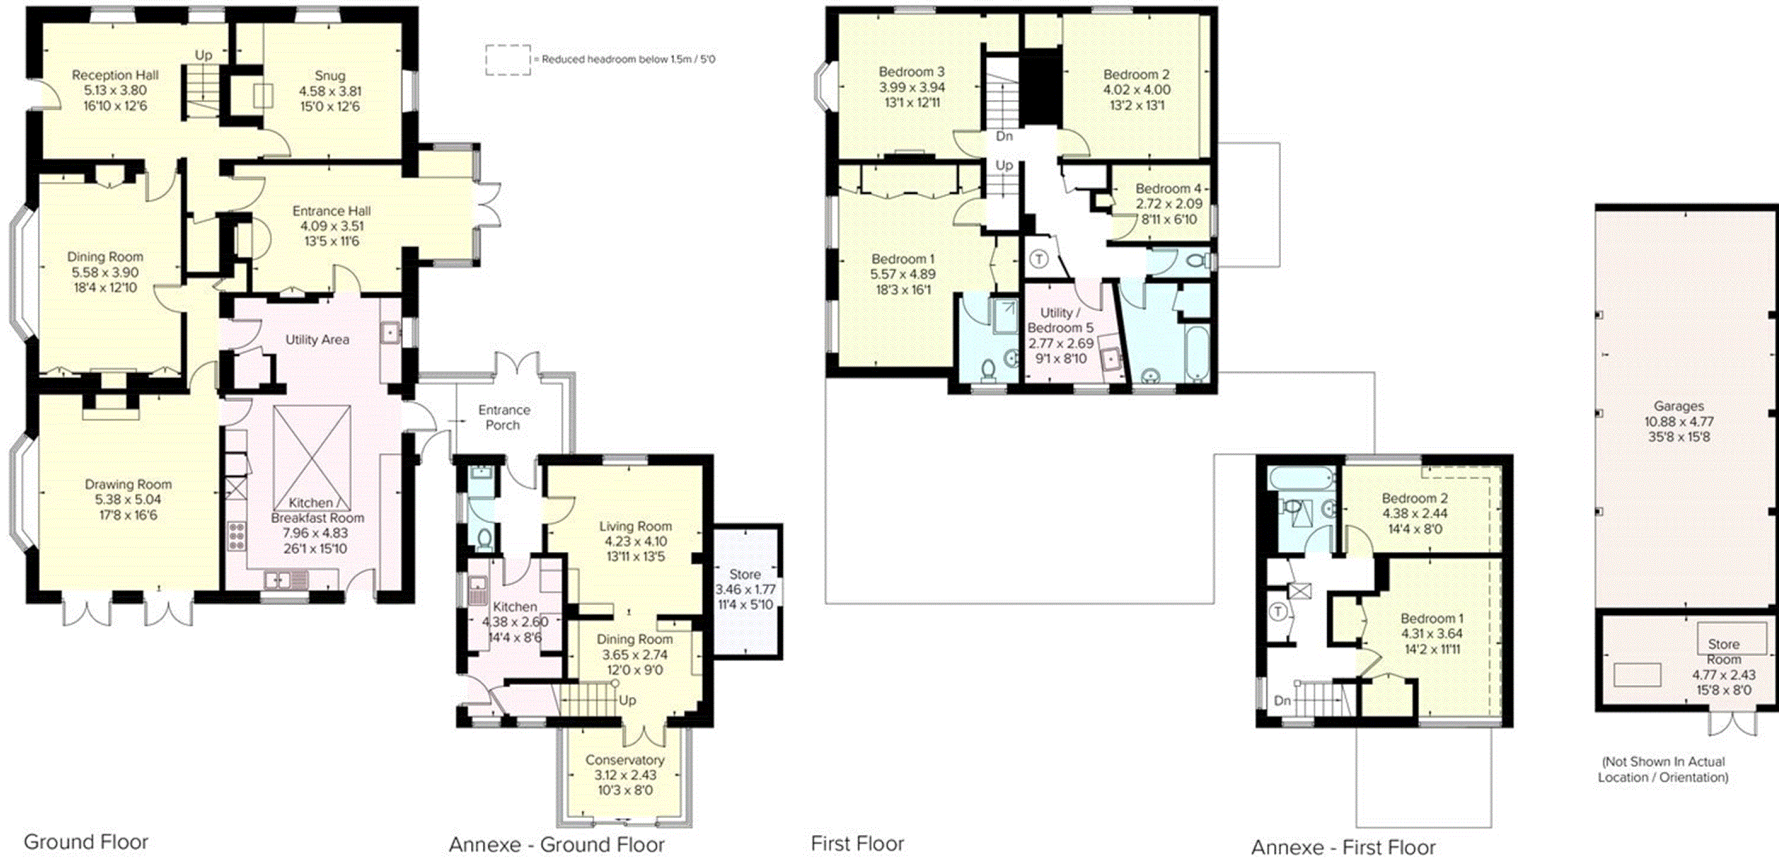 Reception Hall
5.13 x 3.80
16'10 x 12'6
Up
Snug
4.58 x 3.81
15'0 x 12'6
= Reduced headroom below 1.5m / 5'0
Dining Room
5.58 x 3.90
18'4 x 12'10
Entrance Hall
4.09 x 3.51
13'5 x 11'6
Utility Area
Drawing Room
5.38 x 5.04
17'8 x 16'6
Kitchen /
Breakfast Room
7.96 x 4.83
26'1 x 15'10
Entrance
Porch
Living Room
4.23 x 4.10
13'11 x 13'5
Store
3.46 x 1.77
11'4 x 5'10
Kitchen
4.38 x 2.60
14'4 x 8'6
Dining Room
3.65 x 2.74
12'0 x 9'0
Up
Conservatory
3.12 x 2.43
10'3 x 8'0
Ground Floor
Annexe - Ground Floor
Bedroom 3
3.99 x 3.94
13'1 x 12'11
Bedroom 2
4.02 x 4.00
13'2 x 13'1
Dn
Up
Bedroom 4
2.72 x 2.09
8'11 x 6'10
Bedroom 1
5.57 x 4.89
18'3 x 16'1
T
Utility /
Bedroom 5
2.77 x 2.69
9'1 x 8'10
First Floor
Bedroom 2
4.38 x 2.44
14'4 x 8'0
T
Bedroom 1
4.31 x 3.64
14'2 x 11'11
Dn
Annexe - First Floor
Garages
10.88 x 4.77
35'8 x 15'8
Store
Room
4.77 x 2.43
15'8 x 8'0
(Not Shown In Actual
Location / Orientation)